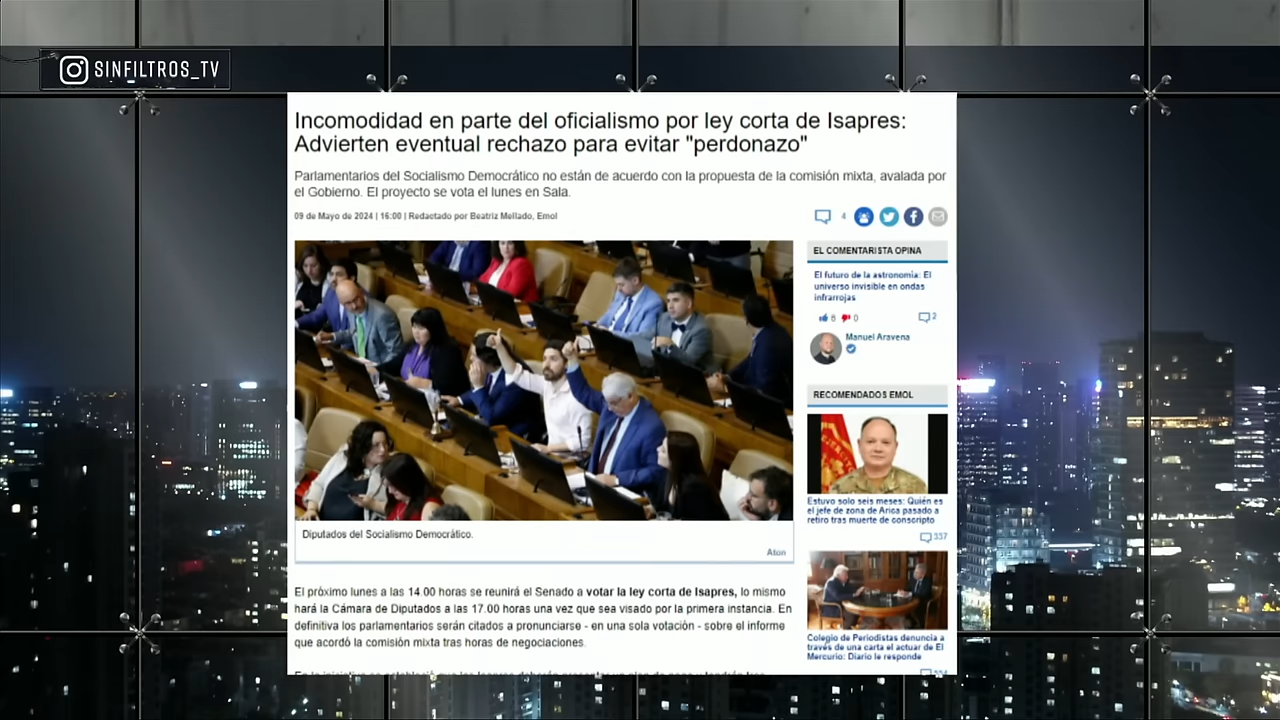 SINFILTROS_TV
Incomodidad en parte del oficialismo por ley corta de Isapres:
Advierten eventual rechazo para evitar "perdonazo"
Parlamentarios del Socialismo Democrático no están de acuerdo con la propuesta de la comisión mixta, avalada por
el Gobierno. El proyecto se vota el lunes en Sala.
09 de Mayo de 2024 | 16:00 | Redactado por Beatriz Mellado, Emol
4
Diputados del Socialismo Democrático.
Aton
El próximo lunes a las 14.00 horas se reunirá el Senado a votar la ley corta de Isapres, lo mismo
hará la Cámara de Diputados a las 17.00 horas una vez que sea visado por la primera instancia. En
definitiva los parlamentarios serán citados a pronunciarse - en una sola votación - sobre el informe
que acordó la comisión mixta tras horas de negociaciones.
EL COMENTARISTA OPINA
El futuro de la astronomía: El
universo invisible en ondas
infrarrojas
6 0 2
Manuel Aravena
RECOMENDADOS EMOL
Estuvo solo seis meses: Quién es
el jefe de zona de Arica pasado a
retiro tras muerte de conscripto
337
Colegio de Periodistas denuncia a
través de una carta el actuar de El
Mercurio: Diario le responde